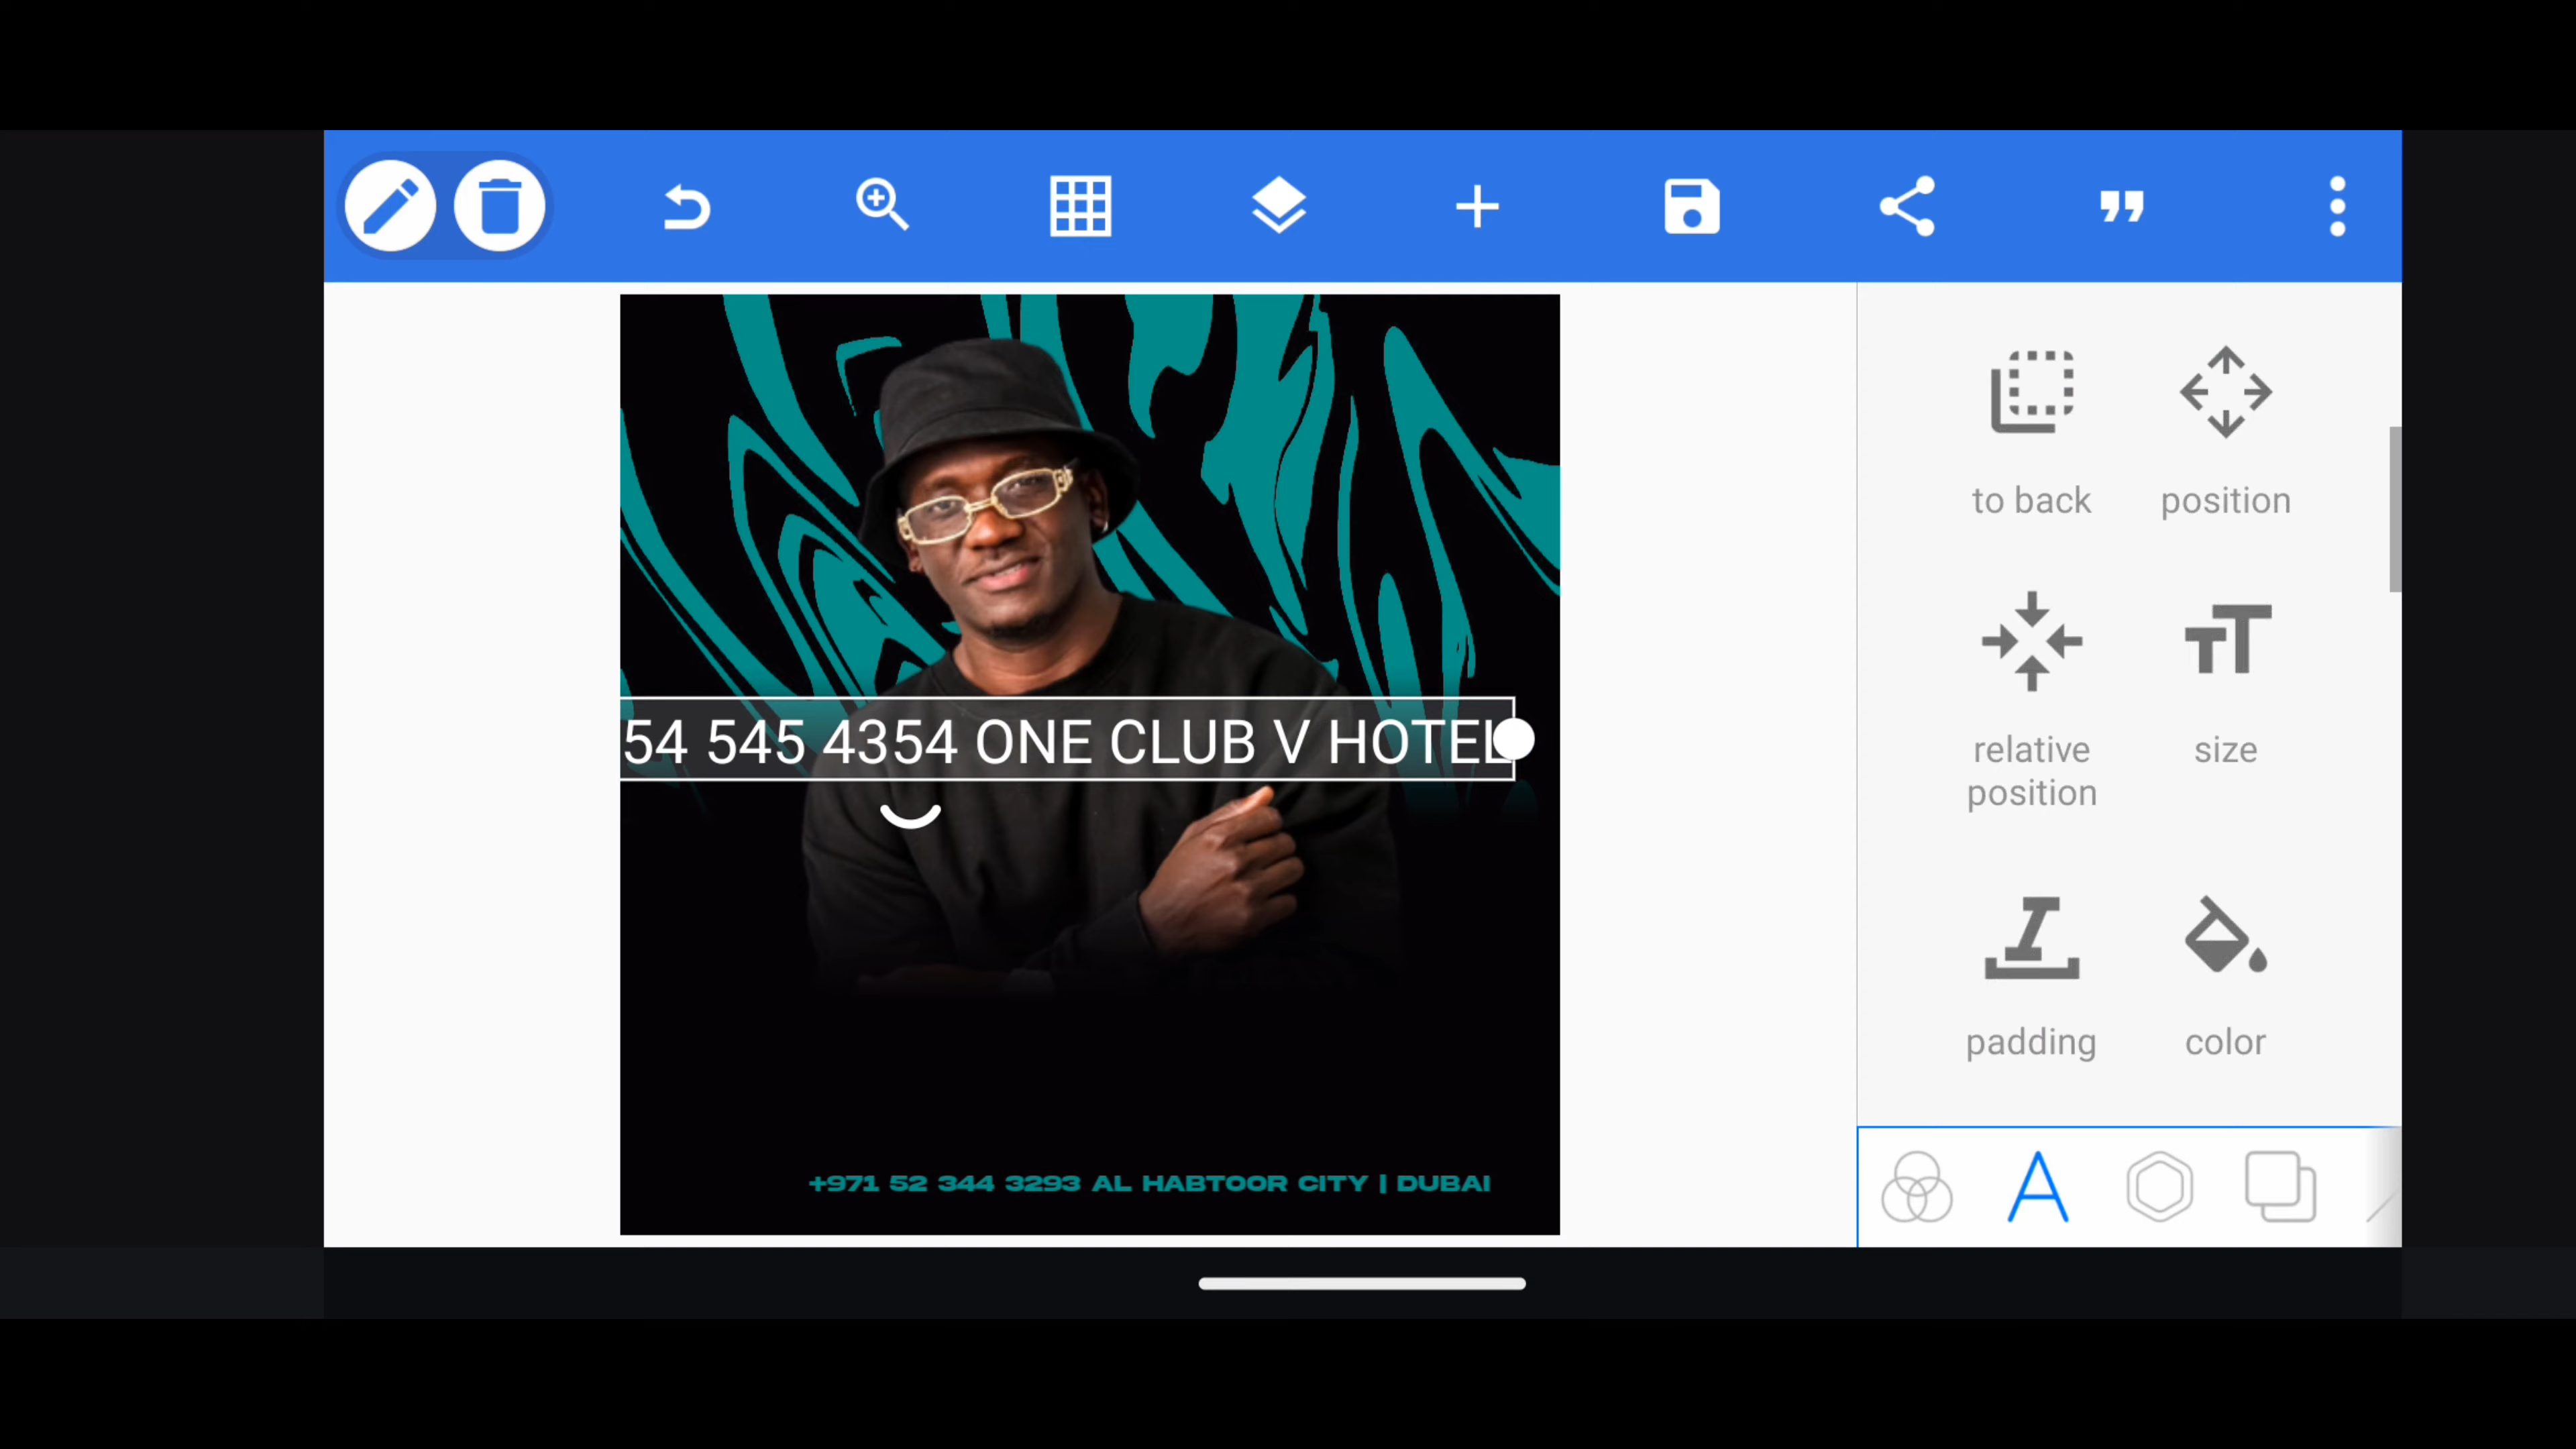 to back
position
54 545 4354 ONE CLUB V HOTEL
relative position
size
padding
color
+971 52 344 3293 AL HABTOOR CITY | DUBAI